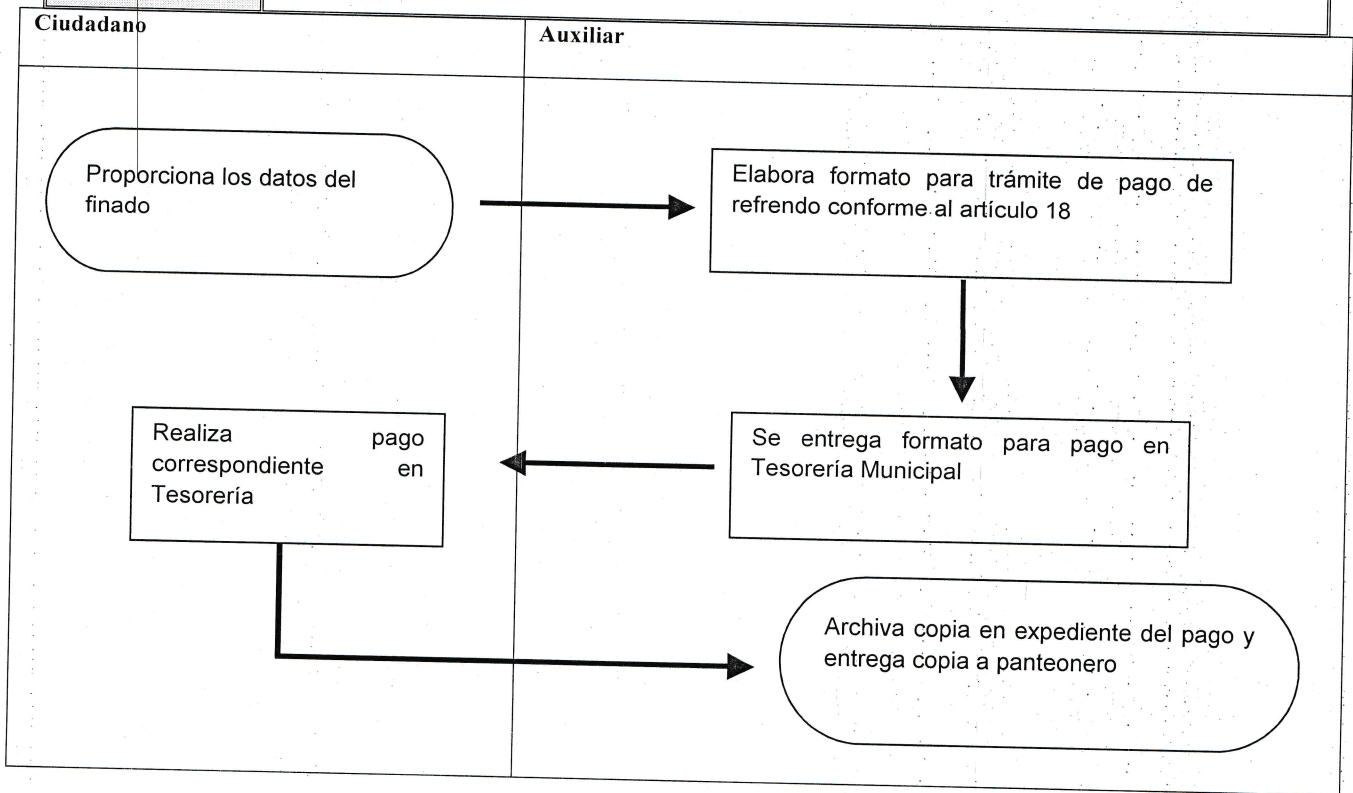 Ciudadano
Auxiliar
Proporciona los datos del
finado
Elabora formato para trámite de pago de
refrendo conforme al artículo 18
Se entrega formato para pago en
Tesorería Municipal
Realiza pago
correspondiente en
Tesorería
Archiva copia en expediente del pago y
entrega copia a panteonero